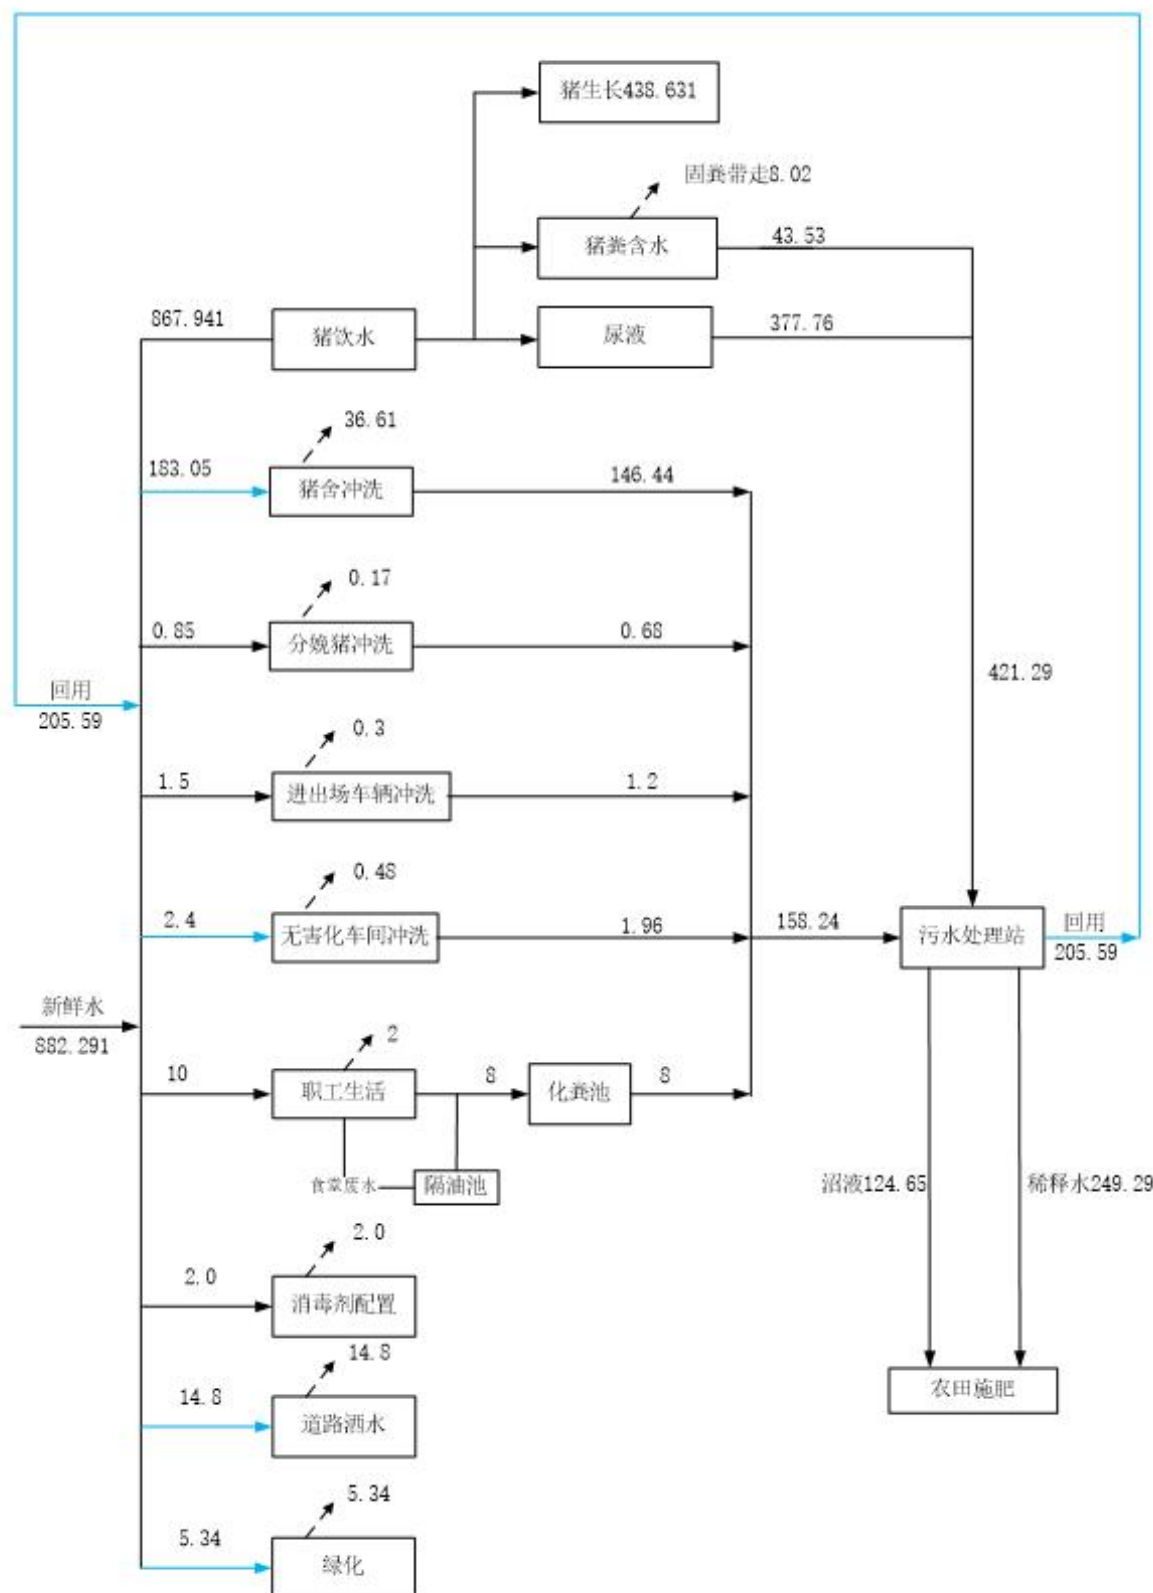 猪生长438.631
固粪带走8.02
猪粪含水
43.53
867.941
猪饮水
尿液
377.76
36.61
183.05
猪舍冲洗
146.44
0.17
0.85
分娩猪冲洗
0.68
421.29
回用
205.59
0.3
1.5
进出场车辆冲洗
1.2
0.48
2.4
无害化车间冲洗
1.96
158.24
污水处理站
回用
205.59
新鲜水
882.291
2
10
职工生活
8
化粪池
8
食堂废水
隔油池
沼液124.65
稀释水249.29
2.0
2.0
消毒剂配置
14.8
14.8
道路洒水
农田施肥
5.34
5.34
绿化